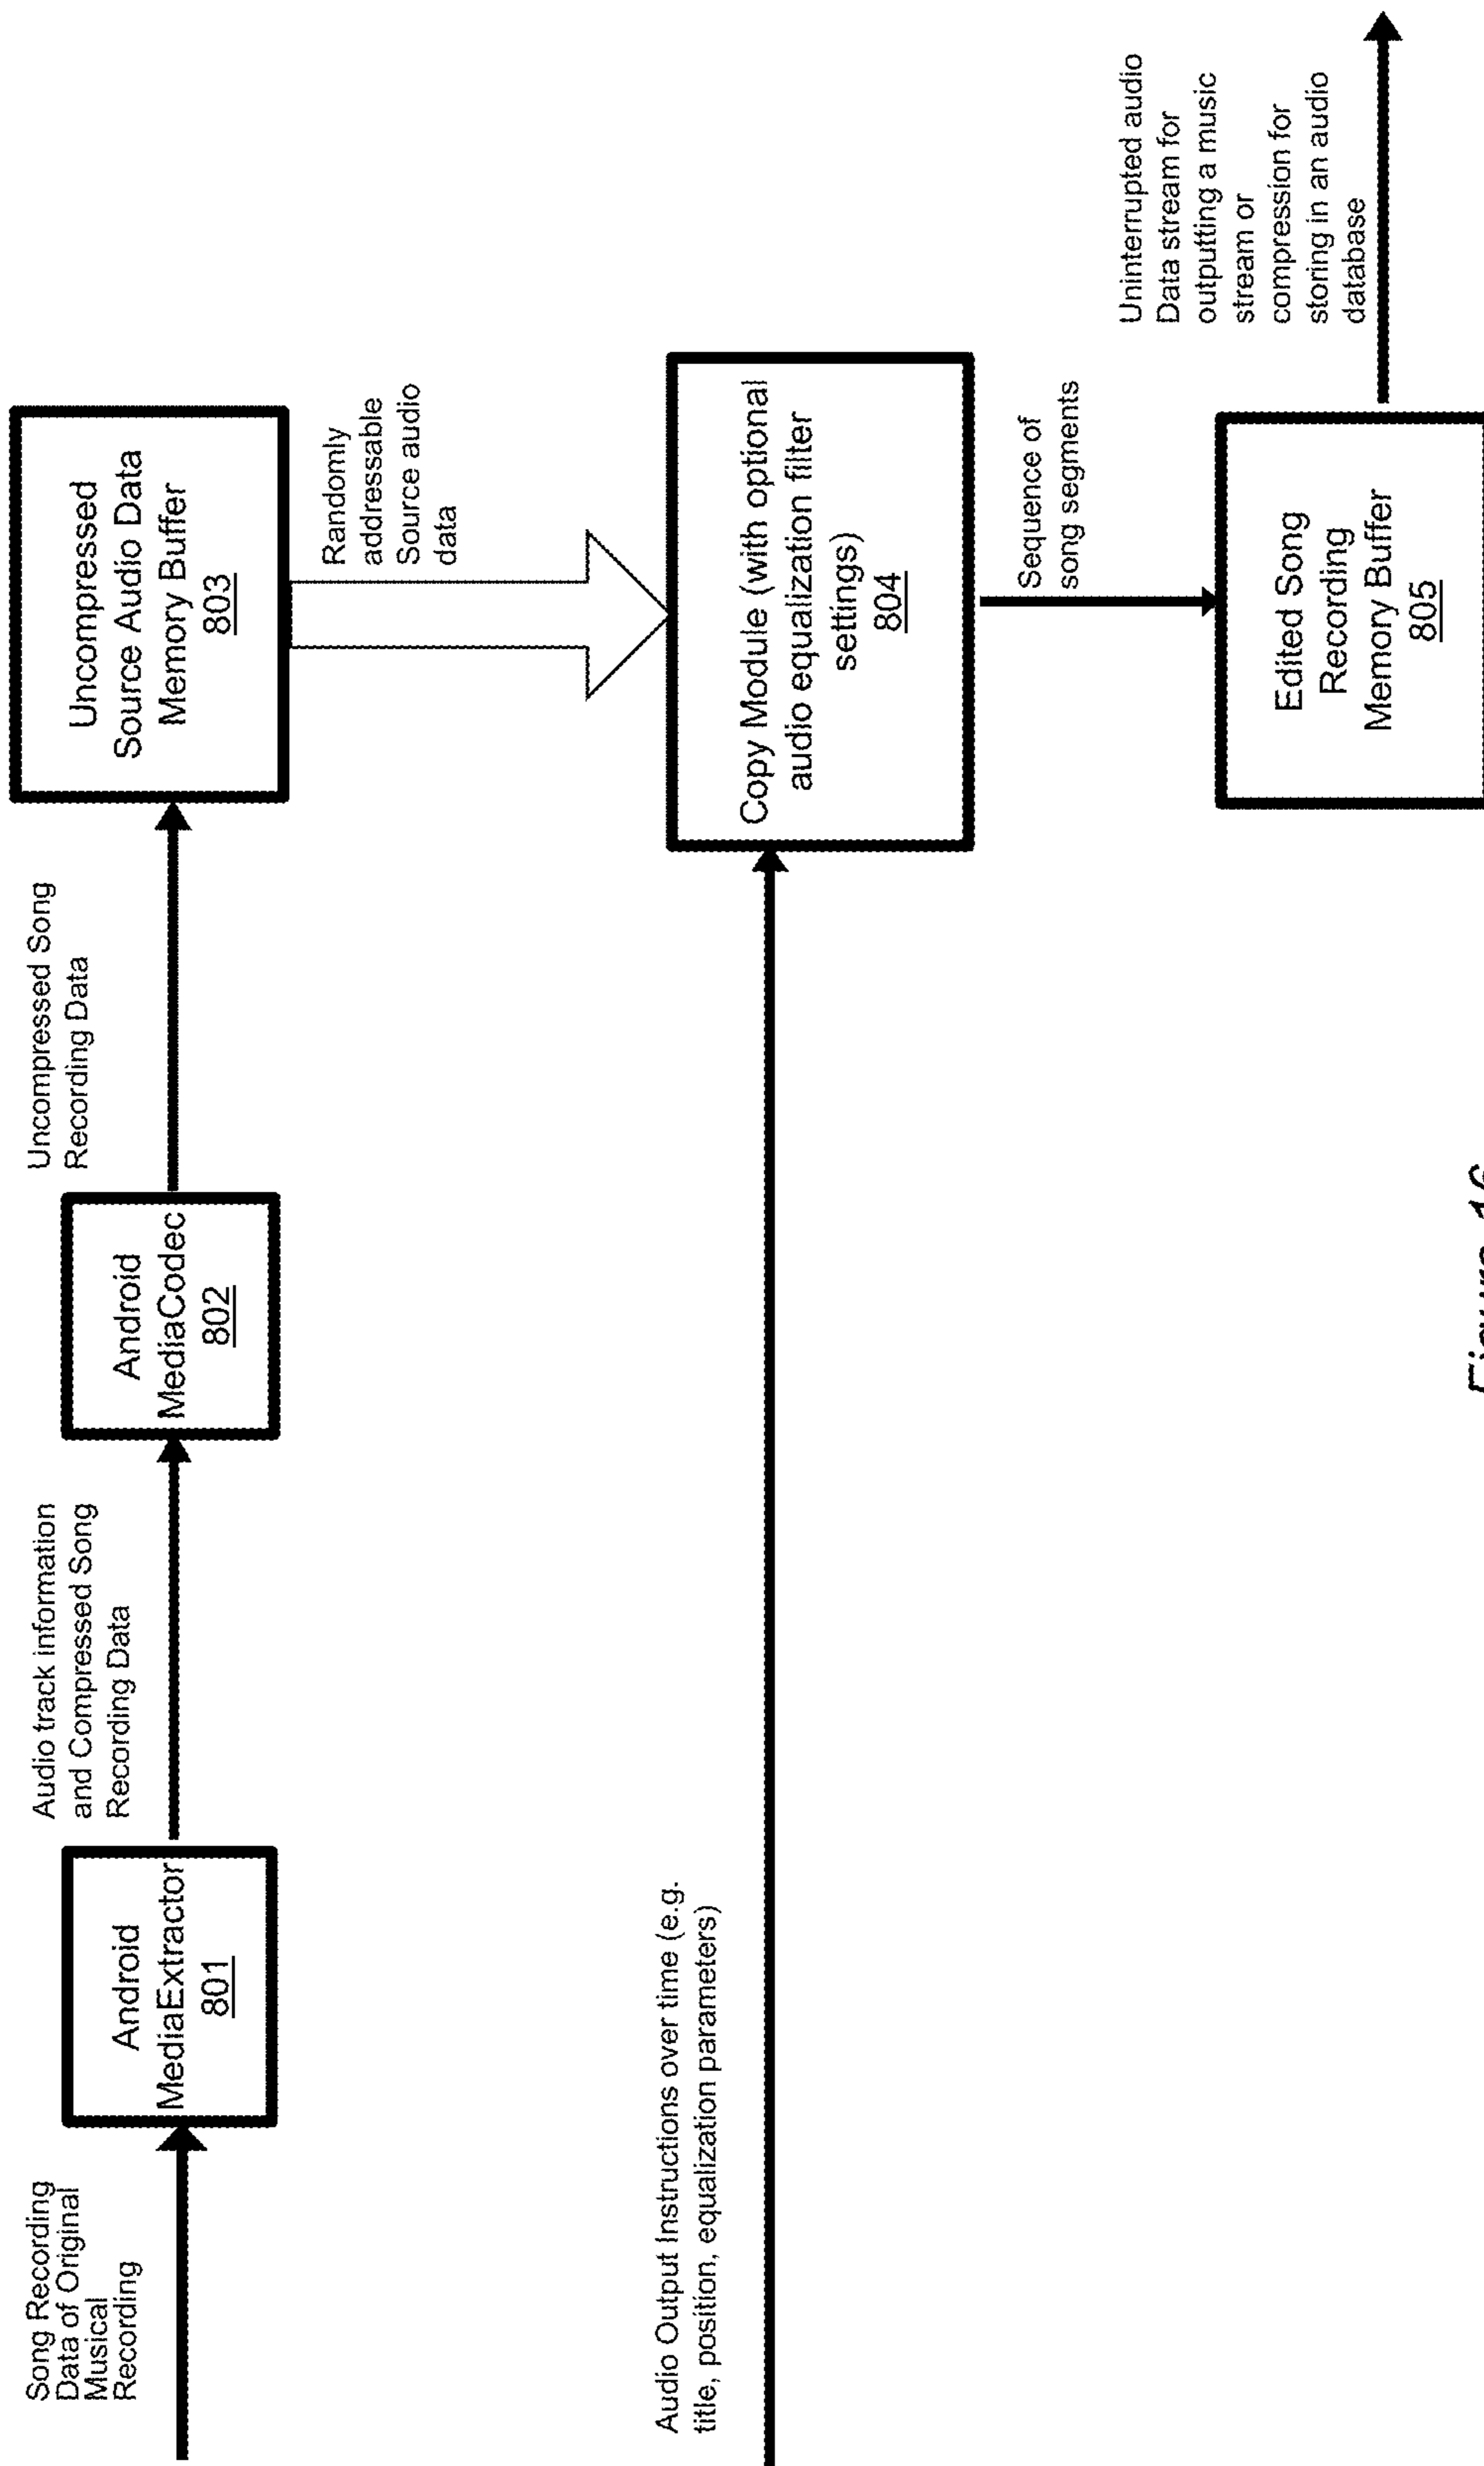 Song Recording
Data of Original
Musical
Recording
Android
MediaExtractor
801
Audio track information
and Compressed Song
Recording Data
Android
MediaCodec
802
Uncompressed Song
Recording Data
Uncompressed
Source Audio Data
Memory Buffer
803
Randomly
addressable
Source audio
data
Audio Output Instructions over time (e.g.
title, position, equalization parameters)
Copy Module (with optional
audio equalization filter
settings)
804
Sequence of
song segments
Edited Song
Recording
Memory Buffer
805
Uninterrupted audio
Data stream for
outputting a music
stream or
compression for
storing in an audio
database
Figure 16